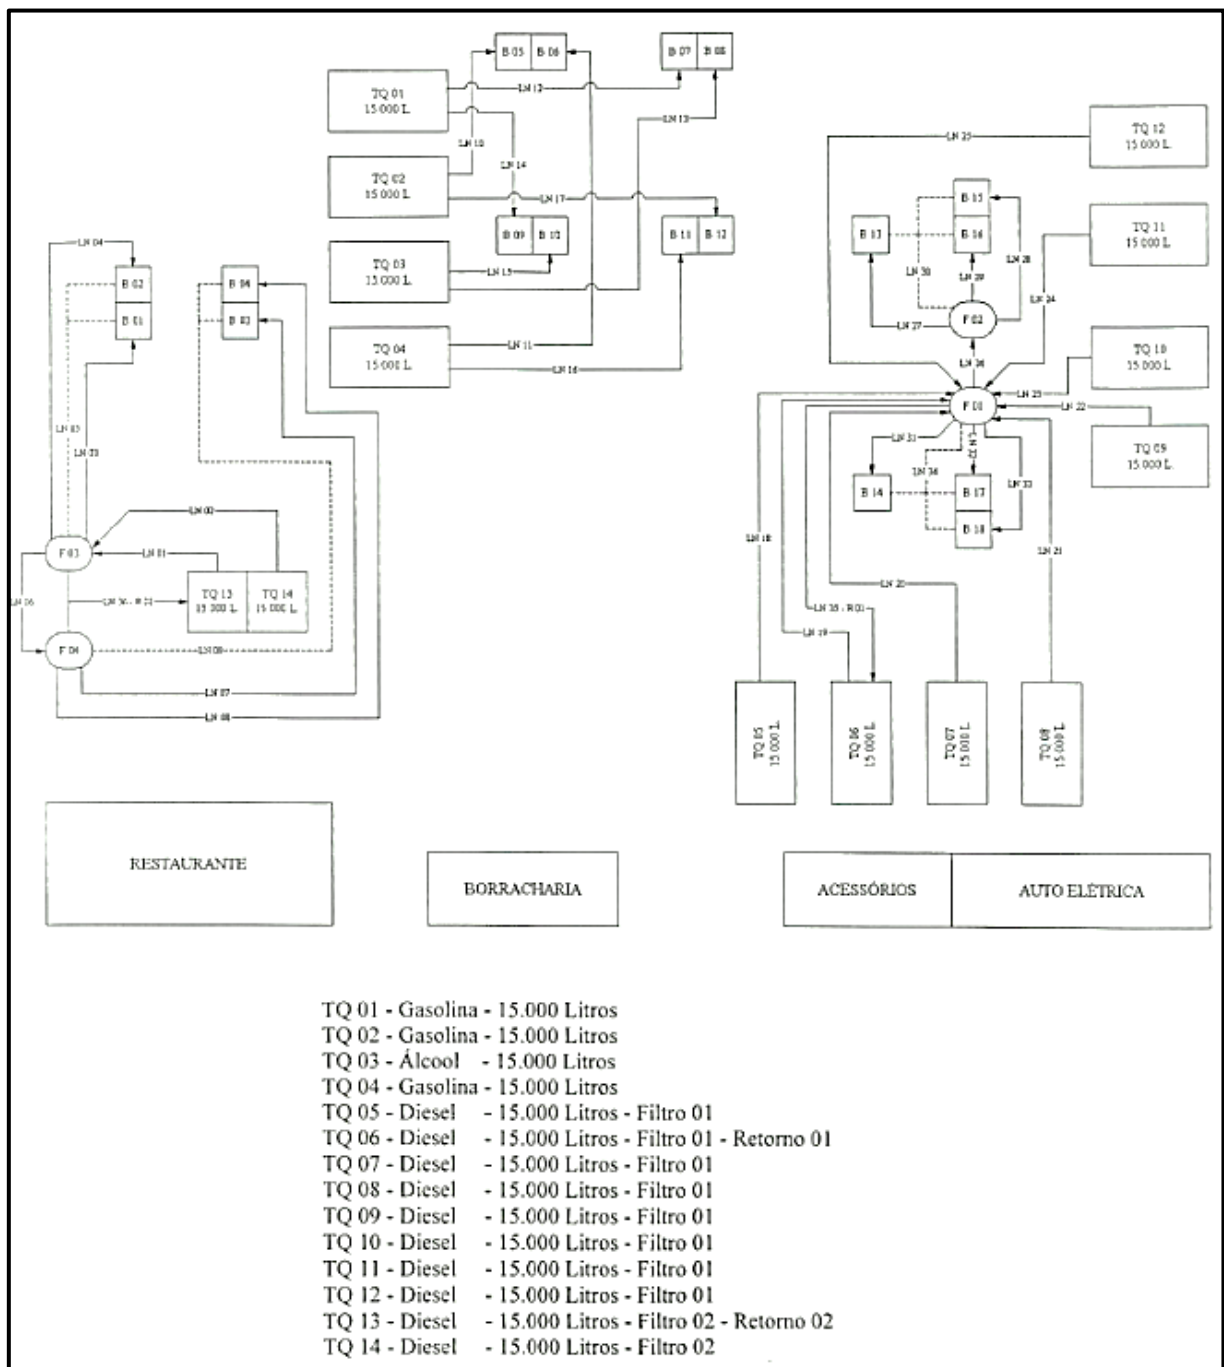 B 05 B 06
B 07 B 08
TQ 01
15 000 L
LN 12
LN 13
LN 10
LN 14
TQ 02
15 000 L
LN 17
B 09 B 10
B 11 B 12
TQ 03
15 000 L
LN 15
TQ 04
15 000 L
LN 11
LN 16
LN 04
B 02
B 01
B 04
B 03
LN 01
TQ 13
15 000 L
TQ 14
15 000 L
F 03
F 04
LN 07
LN 08
LN 25
TQ 12
15 000 L
B 15
B 16
B 13
TQ 11
15 000 L
LN 30
LN 29
LN 28
LN 24
LN 27
F 02
TQ 10
15 000 L
LN 23
LN 22
F 01
TQ 09
15 000 L
LN 31
LN 32
LN 33
B 14
B 17
B 18
LN 18
LN 21
LN 20
LN 19
TQ 05
15 000 L
TQ 06
15 000 L
TQ 07
15 000 L
TQ 08
15 000 L
RESTAURANTE
BORRACHARIA
ACESSÓRIOS
AUTO ELÉTRICA
TQ 01 - Gasolina - 15.000 Litros
TQ 02 - Gasolina - 15.000 Litros
TQ 03 - Álcool - 15.000 Litros
TQ 04 - Gasolina - 15.000 Litros
TQ 05 - Diesel - 15.000 Litros - Filtro 01
TQ 06 - Diesel - 15.000 Litros - Filtro 01 - Retorno 01
TQ 07 - Diesel - 15.000 Litros - Filtro 01
TQ 08 - Diesel - 15.000 Litros - Filtro 01
TQ 09 - Diesel - 15.000 Litros - Filtro 01
TQ 10 - Diesel - 15.000 Litros - Filtro 01
TQ 11 - Diesel - 15.000 Litros - Filtro 01
TQ 12 - Diesel - 15.000 Litros - Filtro 01
TQ 13 - Diesel - 15.000 Litros - Filtro 02 - Retorno 02
TQ 14 - Diesel - 15.000 Litros - Filtro 02